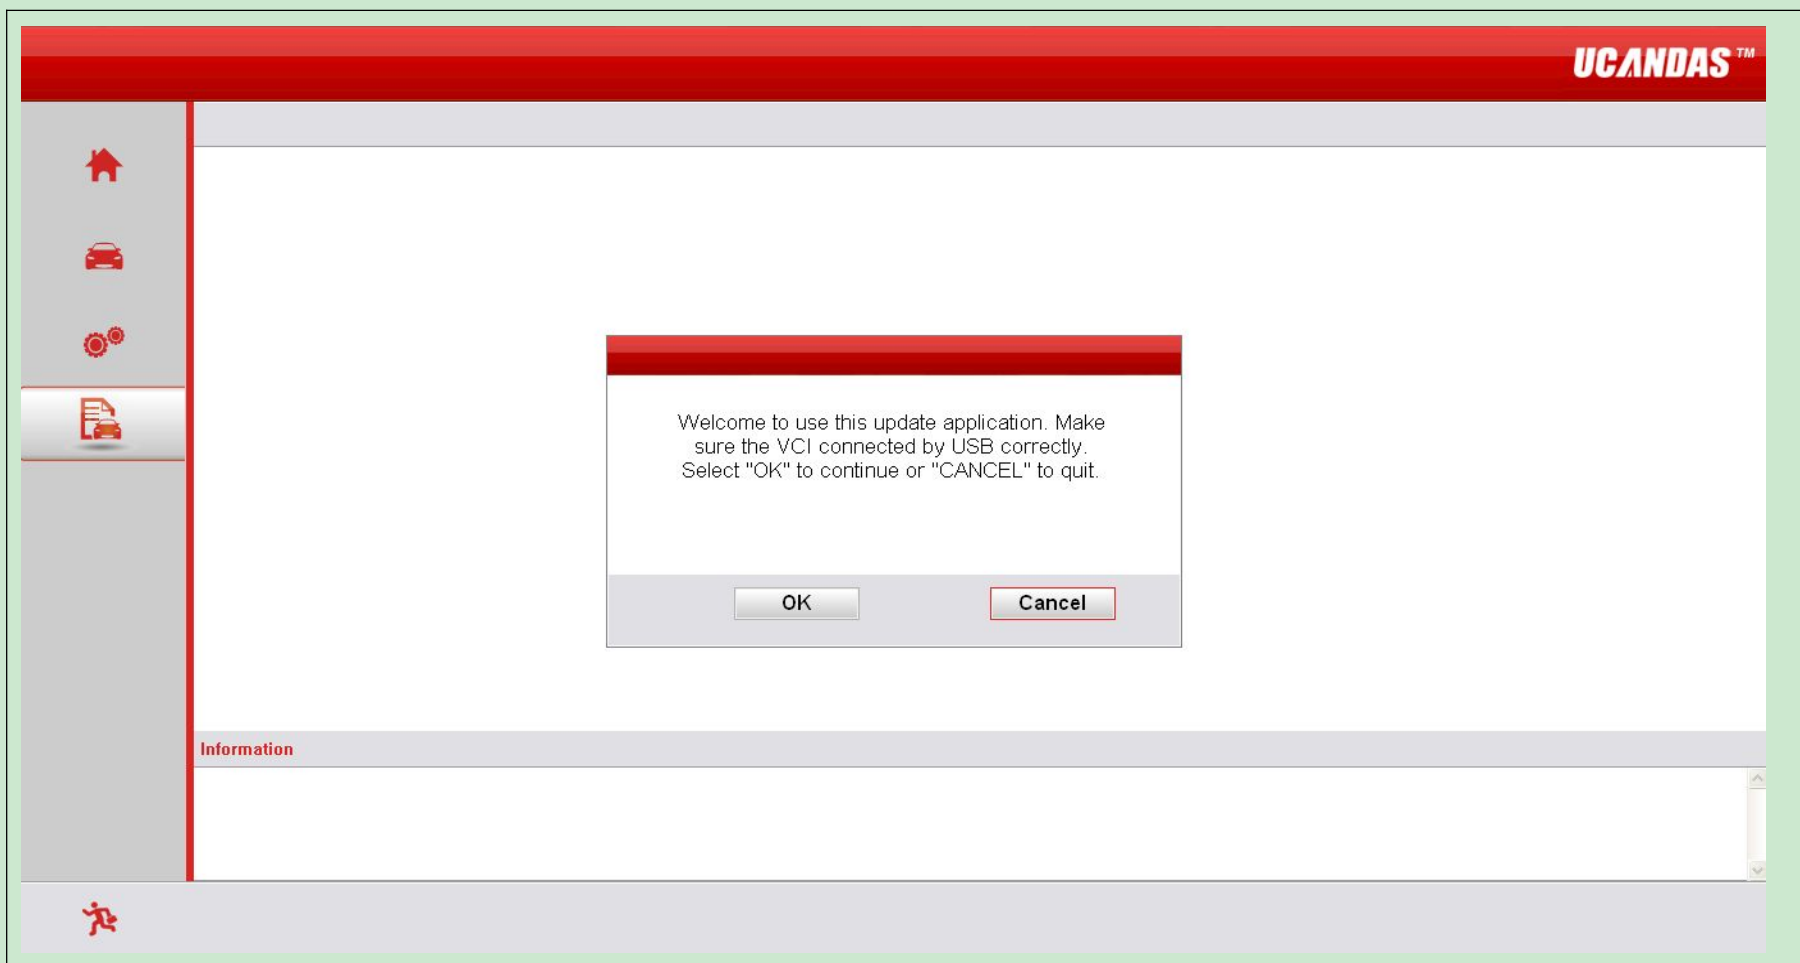 UCANDAS™
Welcome to use this update application. Make
sure the VCI connected by USB correctly.
Select "OK" to continue or "CANCEL" to quit.
OK
Cancel
Information